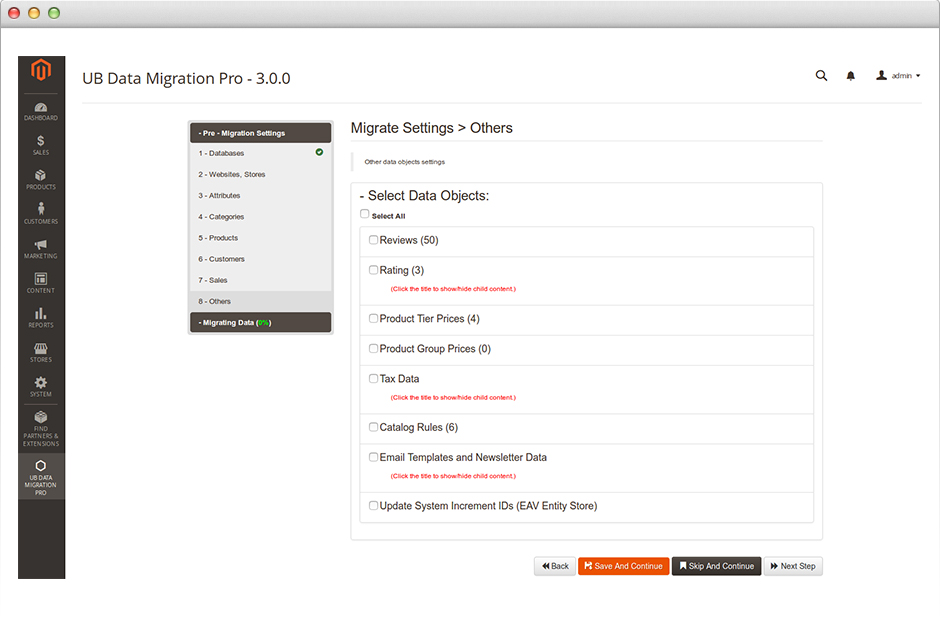 UB Data Migration Pro - 3.0.0
admin
DASHBOARD
SALES
PRODUCTS
CUSTOMERS
MARKETING
CONTENT
REPORTS
STORES
SYSTEM
FIND
PARTNERS &
EXTENSIONS
UB DATA
MIGRATION
PRO
- Pre - Migration Settings
1 - Databases
2 - Websites, Stores
3 - Attributes
4 - Categories
5 - Products
6 - Customers
7 - Sales
8 - Others
- Migrating Data (0%)
Migrate Settings > Others
Other data objects settings
- Select Data Objects:
Select All
Reviews (50)
Rating (3)
(Click the title to show/hide child content.)
Product Tier Prices (4)
Product Group Prices (0)
Tax Data
(Click the title to show/hide child content.)
Catalog Rules (6)
Email Templates and Newsletter Data
(Click the title to show/hide child content.)
Update System Increment IDs (EAV Entity Store)
Back
Save And Continue
Skip And Continue
Next Step